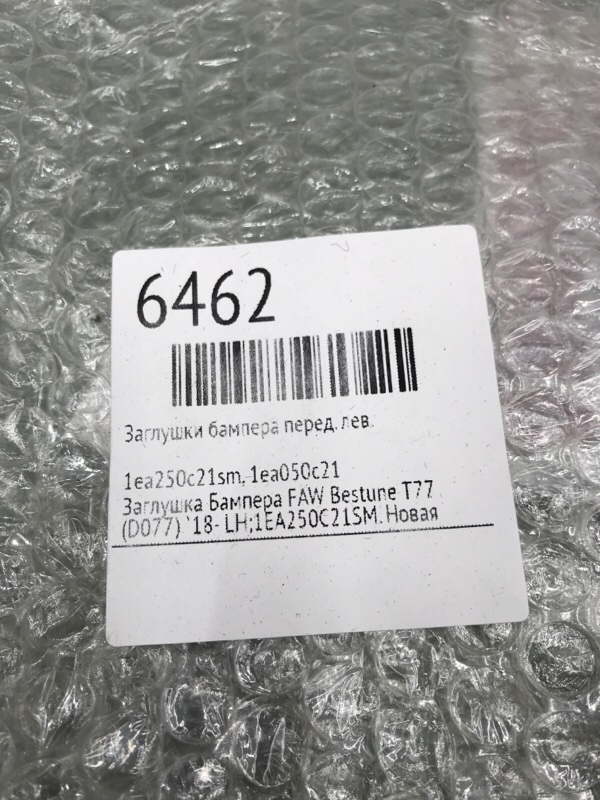 6462
Заглушки бампера перед. лев.
1ea250c21sm, 1ea050c21
Заглушка Бампера FAW Bestune T77
(D077) `18- LH;1EA250C21SM. Новая